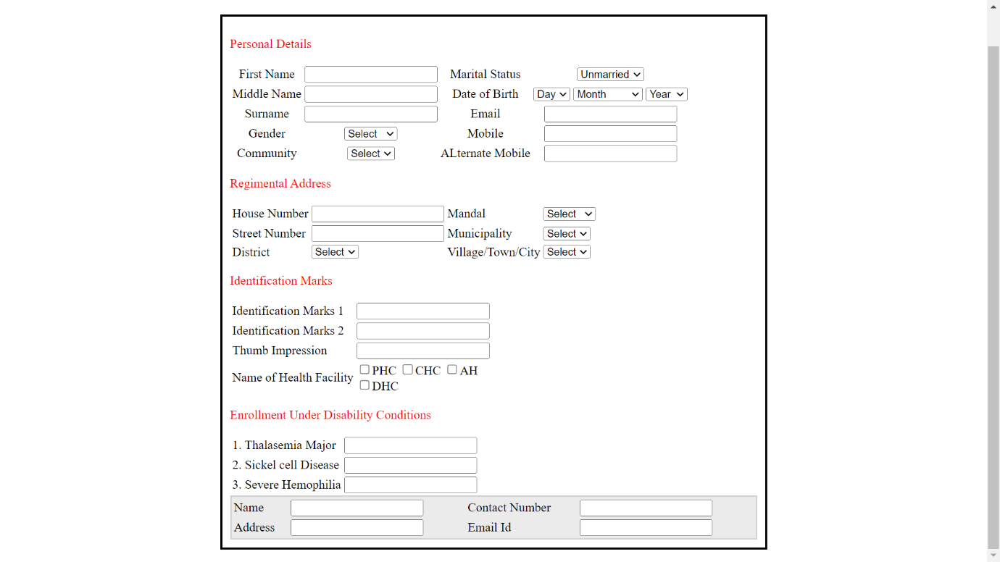 Personal Details
First Name Marital Status Unmarried
Middle Name Date of Birth Day Month Year
Surname Email
Gender Select Mobile
Community Select ALternate Mobile
Regimental Address
House Number Mandal Select
Street Number Municipality Select
District Select Village/Town/City Select
Identification Marks
Identification Marks 1
Identification Marks 2
Thumb Impression
Name of Health Facility PHC CHC AH
DHC
Enrollment Under Disability Conditions
1. Thalasemia Major
2. Sickel cell Disease
3. Severe Hemophilia
Name Contact Number
Address Email Id